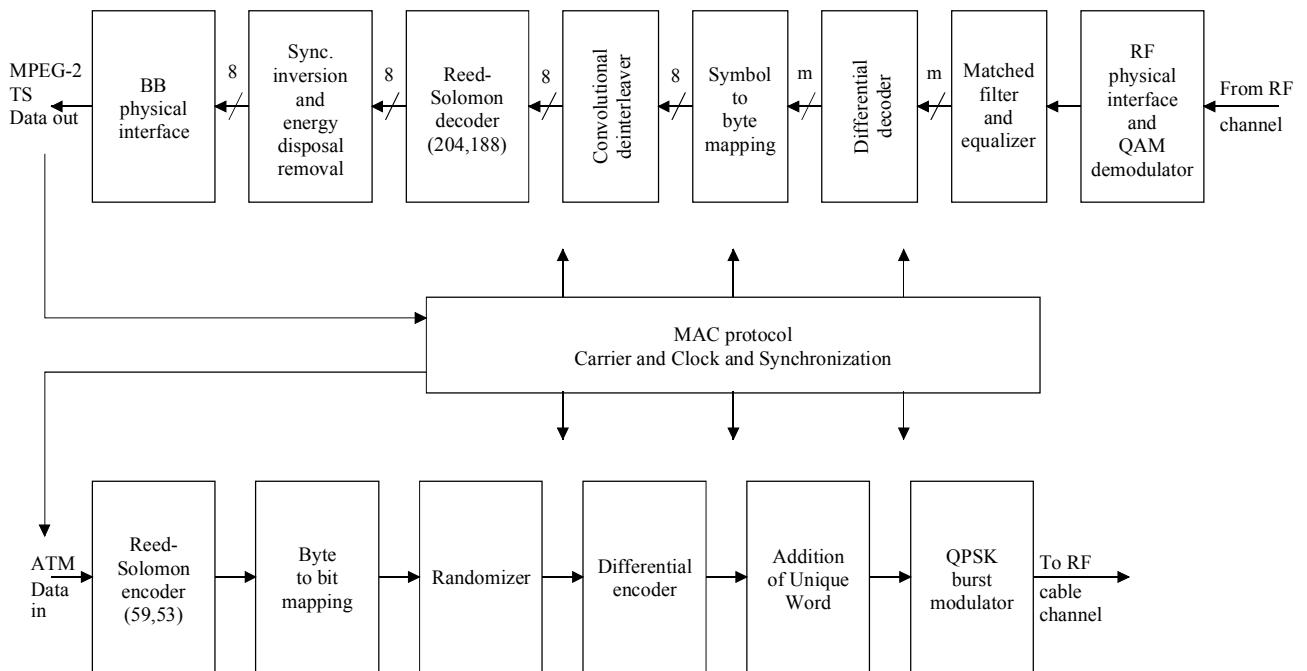 MPEG-2
TS
Data out
BB
physical
interface
8
Sync.
inversion
and
energy
disposal
removal
8
Reed-
Solomon
decoder
(204,188)
8
Convolutional
deinterleaver
8
Symbol
to
byte
mapping
m
Differential
decoder
m
Matched
filter
and
equalizer
RF
physical
interface
and
QAM
demodulator
From RF
channel
MAC protocol
Carrier and Clock and Synchronization
ATM
Data
in
Reed-
Solomon
encoder
(59,53)
Byte
to bit
mapping
Randomizer
Differential
encoder
Addition
of Unique
Word
QPSK
burst
modulator
To RF
cable
channel